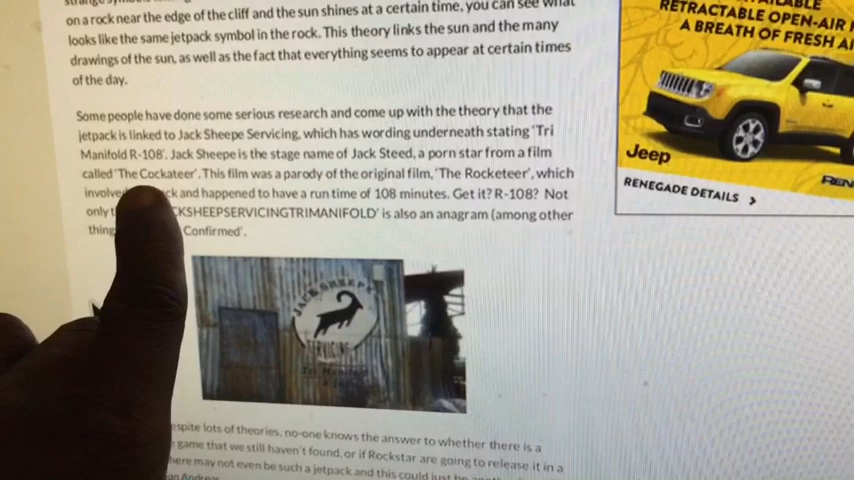 on a rock near the edge of the cliff and the sun shines at a certain time, you can see what
looks like the same jetpack symbol in the rock. This theory links the sun and the many
drawings of the sun, as well as the fact that everything seems to appear at certain times
of the day.
Some people have done some serious research and come up with the theory that the
jetpack is linked to Jack Sheepe Servicing, which has wording underneath stating 'Tri
Manifold R-108'. Jack Sheepe is the stage name of Jack Steed, a porn star from a film
called 'The Cockateer'. This film was a parody of the original film, 'The Rocketeer', which
and happened to have a run time of 108 minutes. Get it? R-108? Not
only CKSHEEPSERVICINGTRIMANIFOLD' is also an anagram (among other
Confirmed'.
JACK SHEEPE
SERVICING
Tri Manifold
spite lots of theories, no-one knows the answer to whether there is a
game that we still haven't found, or if Rockstar are going to release it in a
here may not even be such a jetpack and this could just be
RETRACTABLE OPEN-AIR
A BREATH OF FRESH
Jeep
RENEGADE DETAILS >